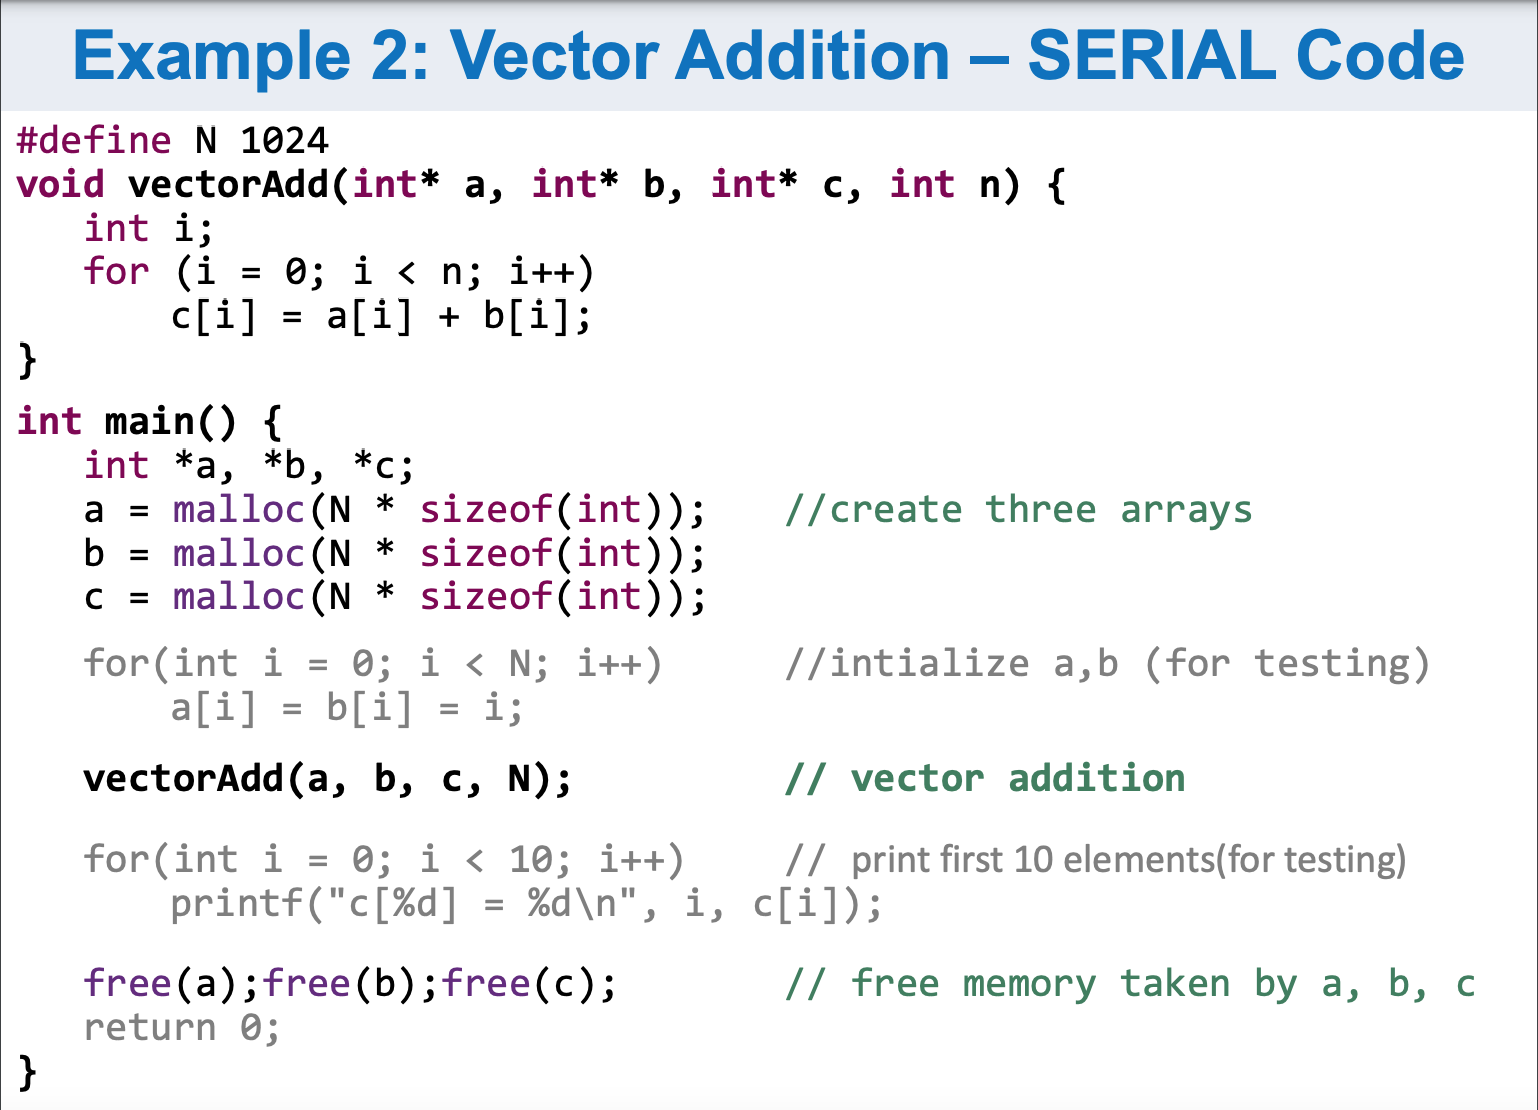 Example 2: Vector Addition – SERIAL Code
#define N 1024
void vectorAdd(int* a, int* b, int* c, int n) {
   int i;
   for (i = 0; i < n; i++)
       c[i] = a[i] + b[i];
}
int main() {
   int *a, *b, *c;
   a = malloc(N * sizeof(int));   //create three arrays
   b = malloc(N * sizeof(int));
   c = malloc(N * sizeof(int));
   for(int i = 0; i < N; i++)     //intialize a,b (for testing)
       a[i] = b[i] = i;
   vectorAdd(a, b, c, N);         // vector addition
   for(int i = 0; i < 10; i++)    // print first 10 elements(for testing)
       printf("c[%d] = %d\n", i, c[i]);
   free(a);free(b);free(c);       // free memory taken by a, b, c
   return 0;
}